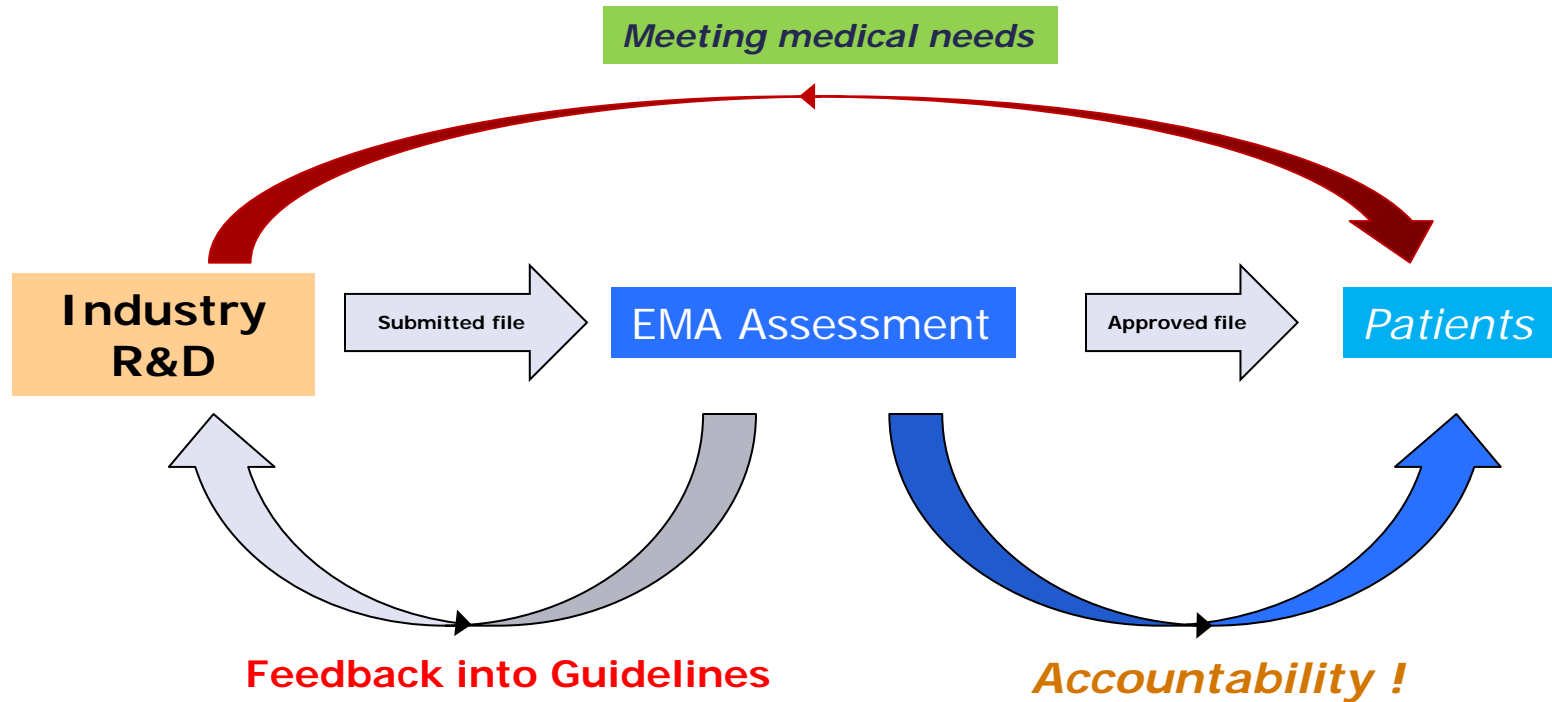 Meeting medical needs
Industry
R&D
Submitted file
EMA Assessment
Approved file
Patients
Feedback into Guidelines
Accountability !